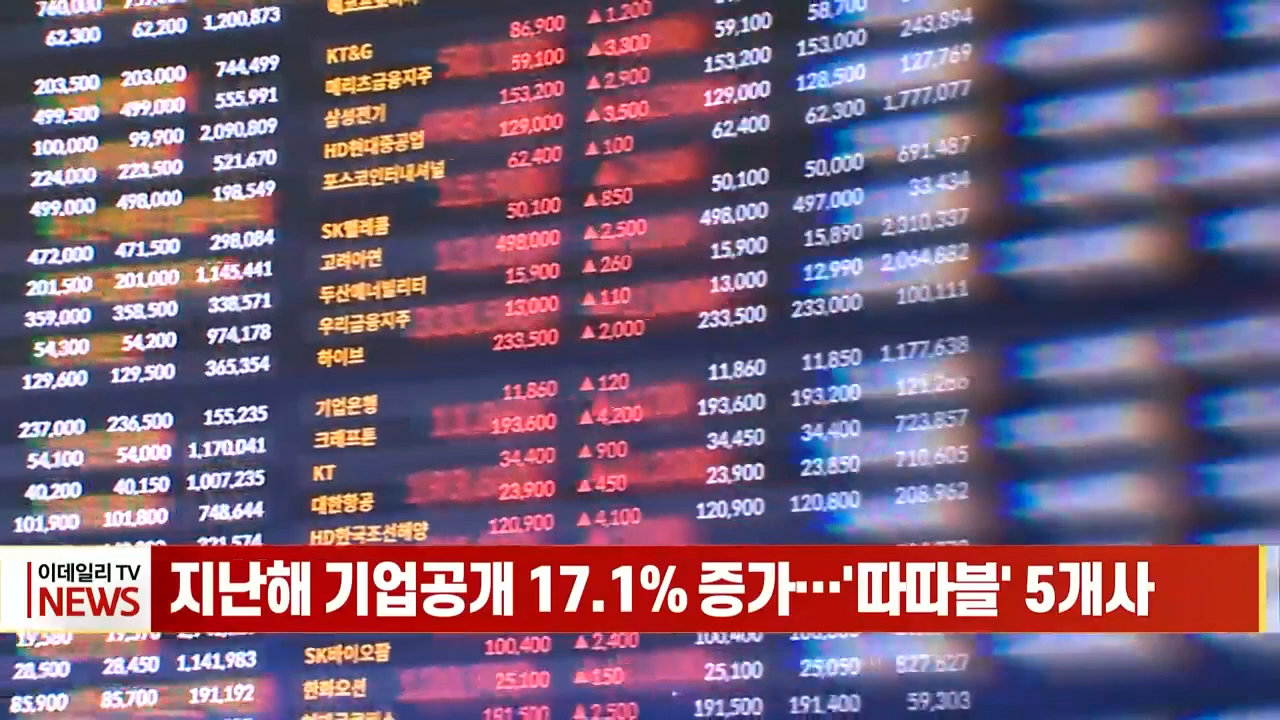 62,300 62,200 1,200,873
203,500 203,000 744,499
499,500 499,000 555,991
100,000 99,900 2,090,809
224,000 223,500 521,670
499,000 498,000 198,549
472,000 471,500 298,084
201,500 201,000 1,145,441
359,000 358,500 338,571
54,300 54,200 974,178
129,600 129,500 365,354
237,000 236,500 155,235
54,100 54,000 1,170,041
40,200 40,150 1,007,235
101,900 101,800 748,644
86,900 ▲1,200 58,700
KT&G 59,100 ▲3,300 59,100 243,894
메리츠금융지주 153,200 ▲2,900 153,200 153,000 127,769
삼성전기 129,000 ▲3,500 129,000 128,500
HD현대중공업 62,400 ▲100 62,400 62,300 1,777,077
포스코인터내셔널
SK텔레콤 50,100 ▲850 50,100 50,000 691,487
고려아연 498,000 ▲2,500 498,000 497,000 33,434
두산에너빌리티 15,900 ▲260 15,900 15,890 2,310,337
우리금융지주 13,000 ▲110 13,000 12,990 2,064,882
하이브 233,500 ▲2,000 233,500 233,000 100,111
기업은행 11,860 ▲120 11,860 11,850 1,177,638
크래프톤 193,600 ▲4,200 193,600 193,200
KT 34,400 ▲900 34,450 34,400 723,857
대한항공 23,900 ▲450 23,900 23,850 710,605
HD한국조선해양 120,900 ▲4,100 120,900 120,800 208,962
이데일리 TV
NEWS
지난해 기업공개 17.1% 증가…'따따블' 5개사
28,500 28,450 1,141,983
85,900 85,700 191,192
SK바이오팜 100,400 ▲2,400 100,400
한화오션 25,100 ▲150 25,100 25,050 827,827
191,500 ▲2,500 191,500 191,400 59,303